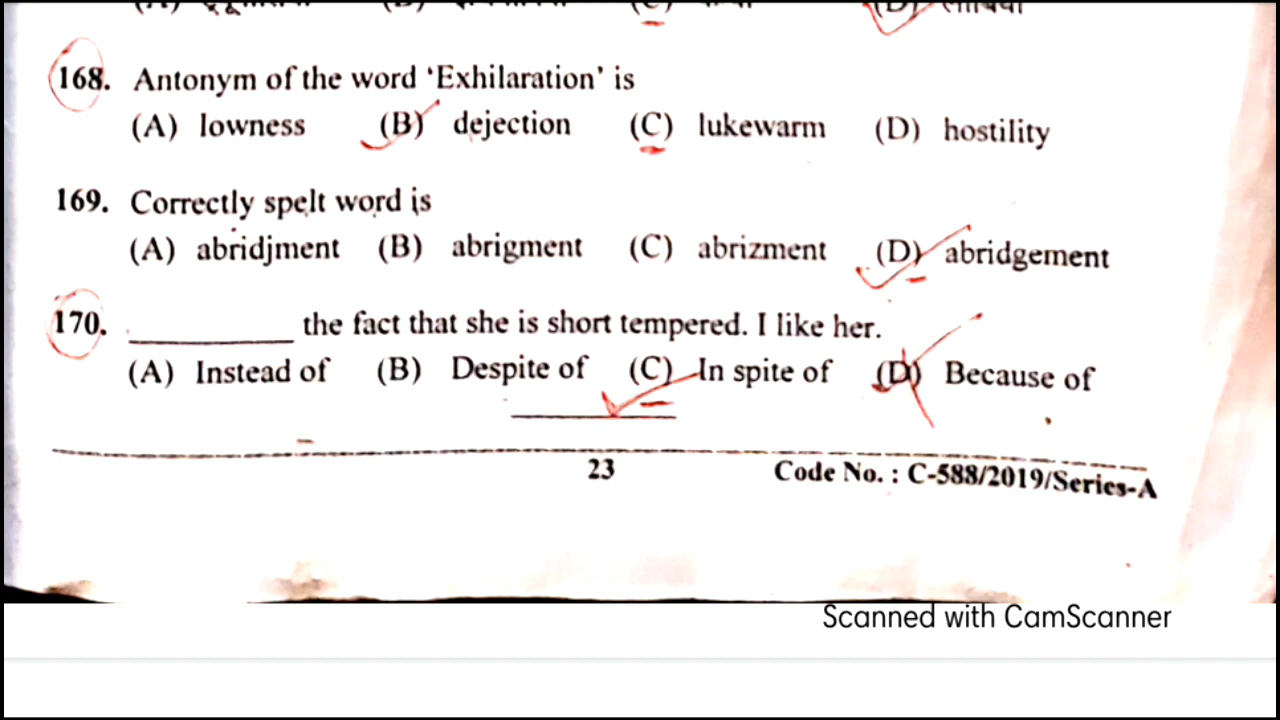 168. Antonym of the word ‘Exhilaration’ is
(A) lowness (B) dejection (C) lukewarm (D) hostility
169. Correctly spelt word is
(A) abridjment (B) abrigment (C) abrizment (D) abridgement
170. __________ the fact that she is short tempered. I like her.
(A) Instead of (B) Despite of (C) In spite of (D) Because of
23 Code No. : C-588/2019/Series-A
Scanned with CamScanner